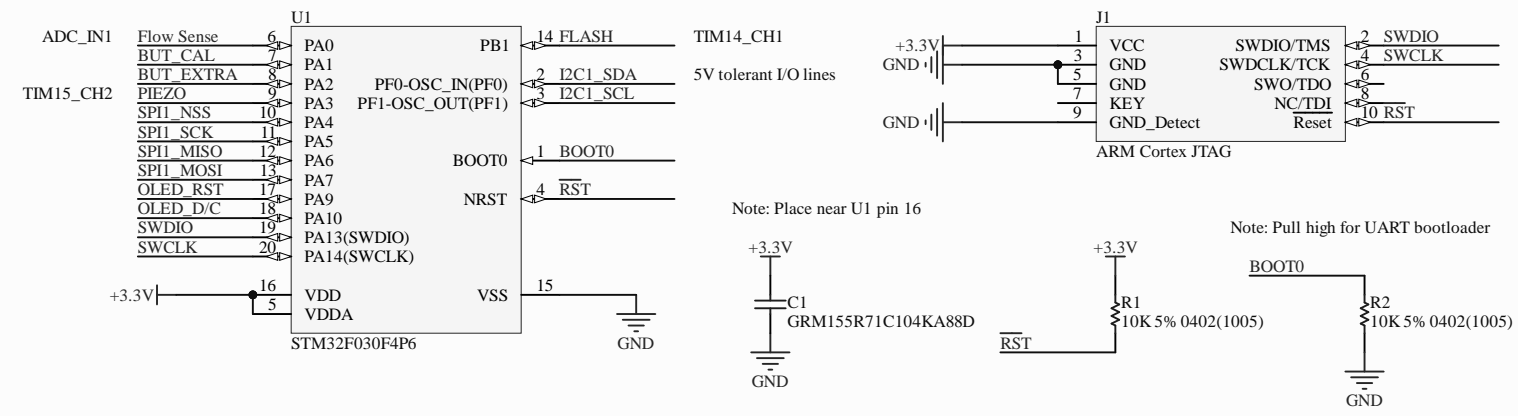 U1
ADC_IN1 Flow Sense 6 PA0 PB1 14 FLASH TIM14_CH1
BUT_CAL 7 PA1
BUT_EXTRA 8 PA2 PF0-OSC_IN(PF0) 2 I2C1_SDA 5V tolerant I/O lines
TIM15_CH2 PIEZO 9 PA3 PF1-OSC_OUT(PF1) 3 I2C1_SCL
SPI1_NSS 10 PA4
SPI1_SCK 11 PA5
SPI1_MISO 12 PA6 BOOT0 1 BOOT0
SPI1_MOSI 13 PA7
OLED_RST 17 PA9 NRST 4 RST
OLED_D/C 18 PA10
SWDIO 19 PA13(SWDIO)
SWCLK 20 PA14(SWCLK)
+3.3V 16 VDD VSS 15
5 VDDA
GND
STM32F030F4P6
J1
+3.3V 1 VCC SWDIO/TMS 2 SWDIO
GND 3 GND SWDCLK/TCK 4 SWCLK
5 GND SWO/TDO 6
7 KEY NC/TDI 8
GND 9 GND_Detect Reset 10 RST
ARM Cortex JTAG
Note: Place near U1 pin 16
+3.3V
C1
GRM155R71C104KA88D
GND
+3.3V
R1
10K 5% 0402(1005)
RST
Note: Pull high for UART bootloader
BOOT0
R2
10K 5% 0402(1005)
GND